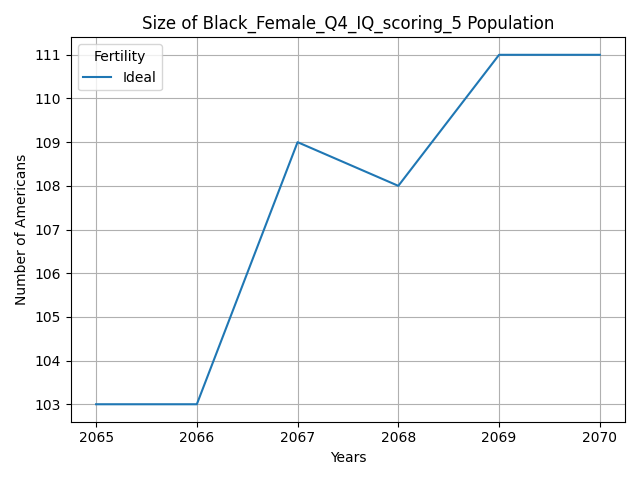 Size of Black_Female_Q4_IQ_scoring_5 Population
Fertility
Ideal
111
110
109
108
107
106
105
104
103
Number of Americans
2065 2066 2067 2068 2069 2070
Years